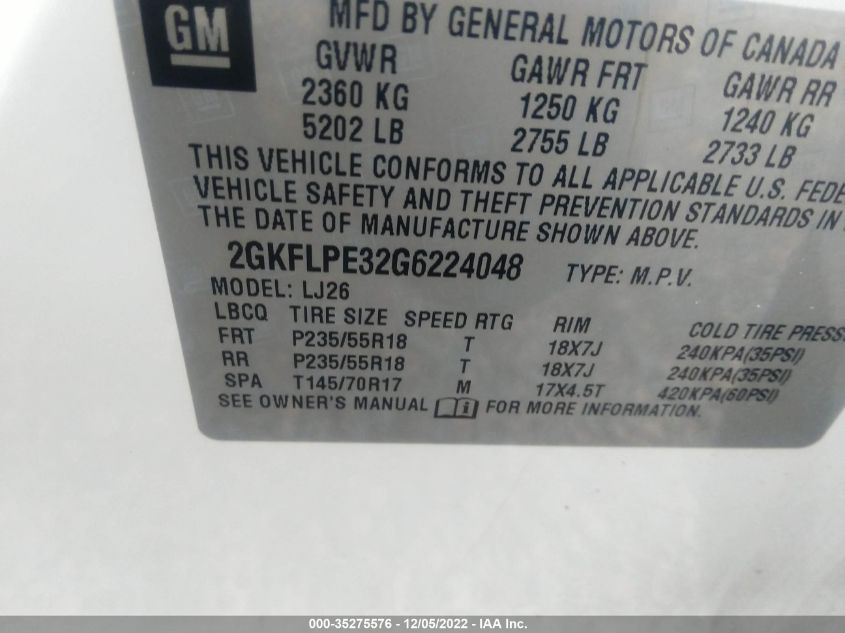 GM
MFD BY GENERAL MOTORS OF CANADA
GVWR GAWR FRT GAWR RR
2360 KG 1250 KG 1240 KG
5202 LB 2755 LB 2733 LB
THIS VEHICLE CONFORMS TO ALL APPLICABLE U.S. FEDE
VEHICLE SAFETY AND THEFT PREVENTION STANDARDS IN
THE DATE OF MANUFACTURE SHOWN ABOVE.
2GKFLPE32G6224048 TYPE: M.P.V.
MODEL: LJ26
LBCQ TIRE SIZE SPEED RTG RIM COLD TIRE PRESS
FRT P235/55R18 T 18X7J 240KPA(35PSI)
RR P235/55R18 T 18X7J 240KPA(35PSI)
SPA T145/70R17 M 17X4.5T 420KPA(60PSI)
SEE OWNER'S MANUAL FOR MORE INFORMATION.
000-35275576 - 12/05/2022 - IAA Inc.